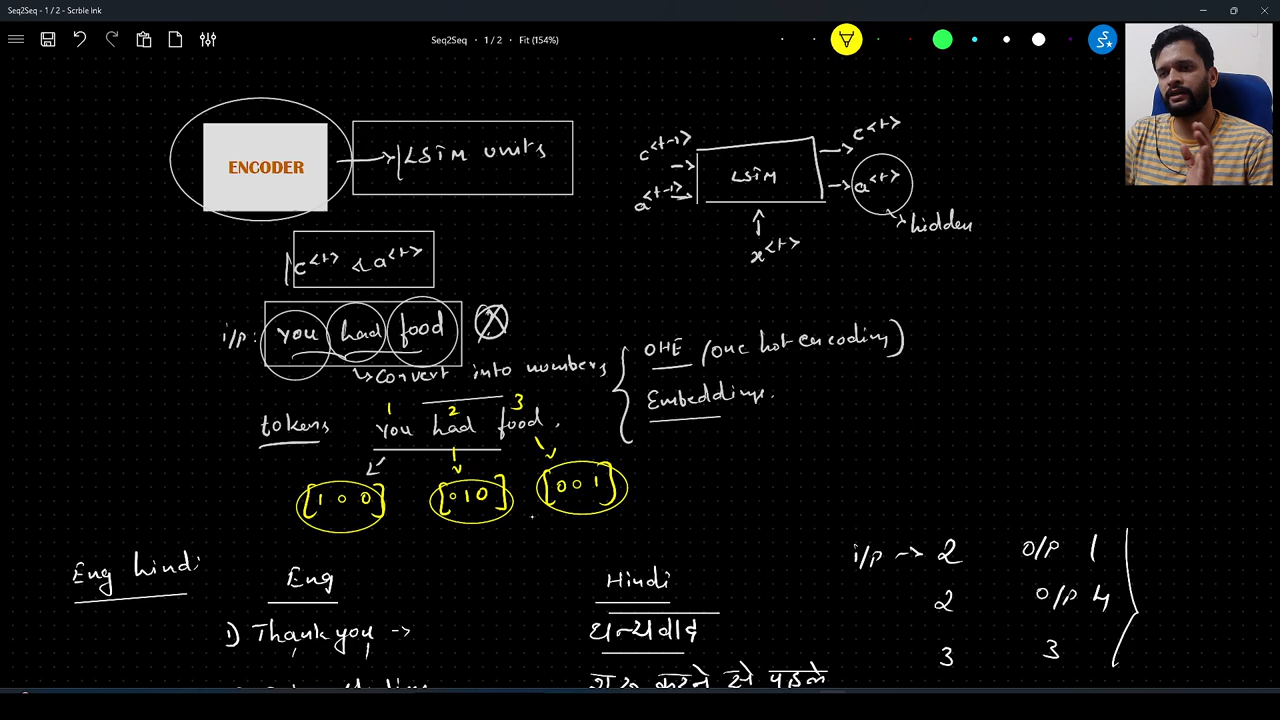 Seq2Seq - 1 / 2 - Scrble Ink
Seq2Seq • 1 / 2 • Fit (154%)
ENCODER
LSTM units
c<t-1>
a<t-1>
LSTM
c<t>
a<t>
hidden
x<t>
c<t> & a<t>
i/p: you had food
Convert into numbers
OHE (one hot encoding)
Embeddings.
1 2 3
tokens you had food.
[1 0 0] [0 1 0] [0 0 1]
Eng hindi
Eng Hindi
1) Thank you → धन्यवाद
करने से पहले
i/p → 2 o/p 1
2 o/p 4
3 3